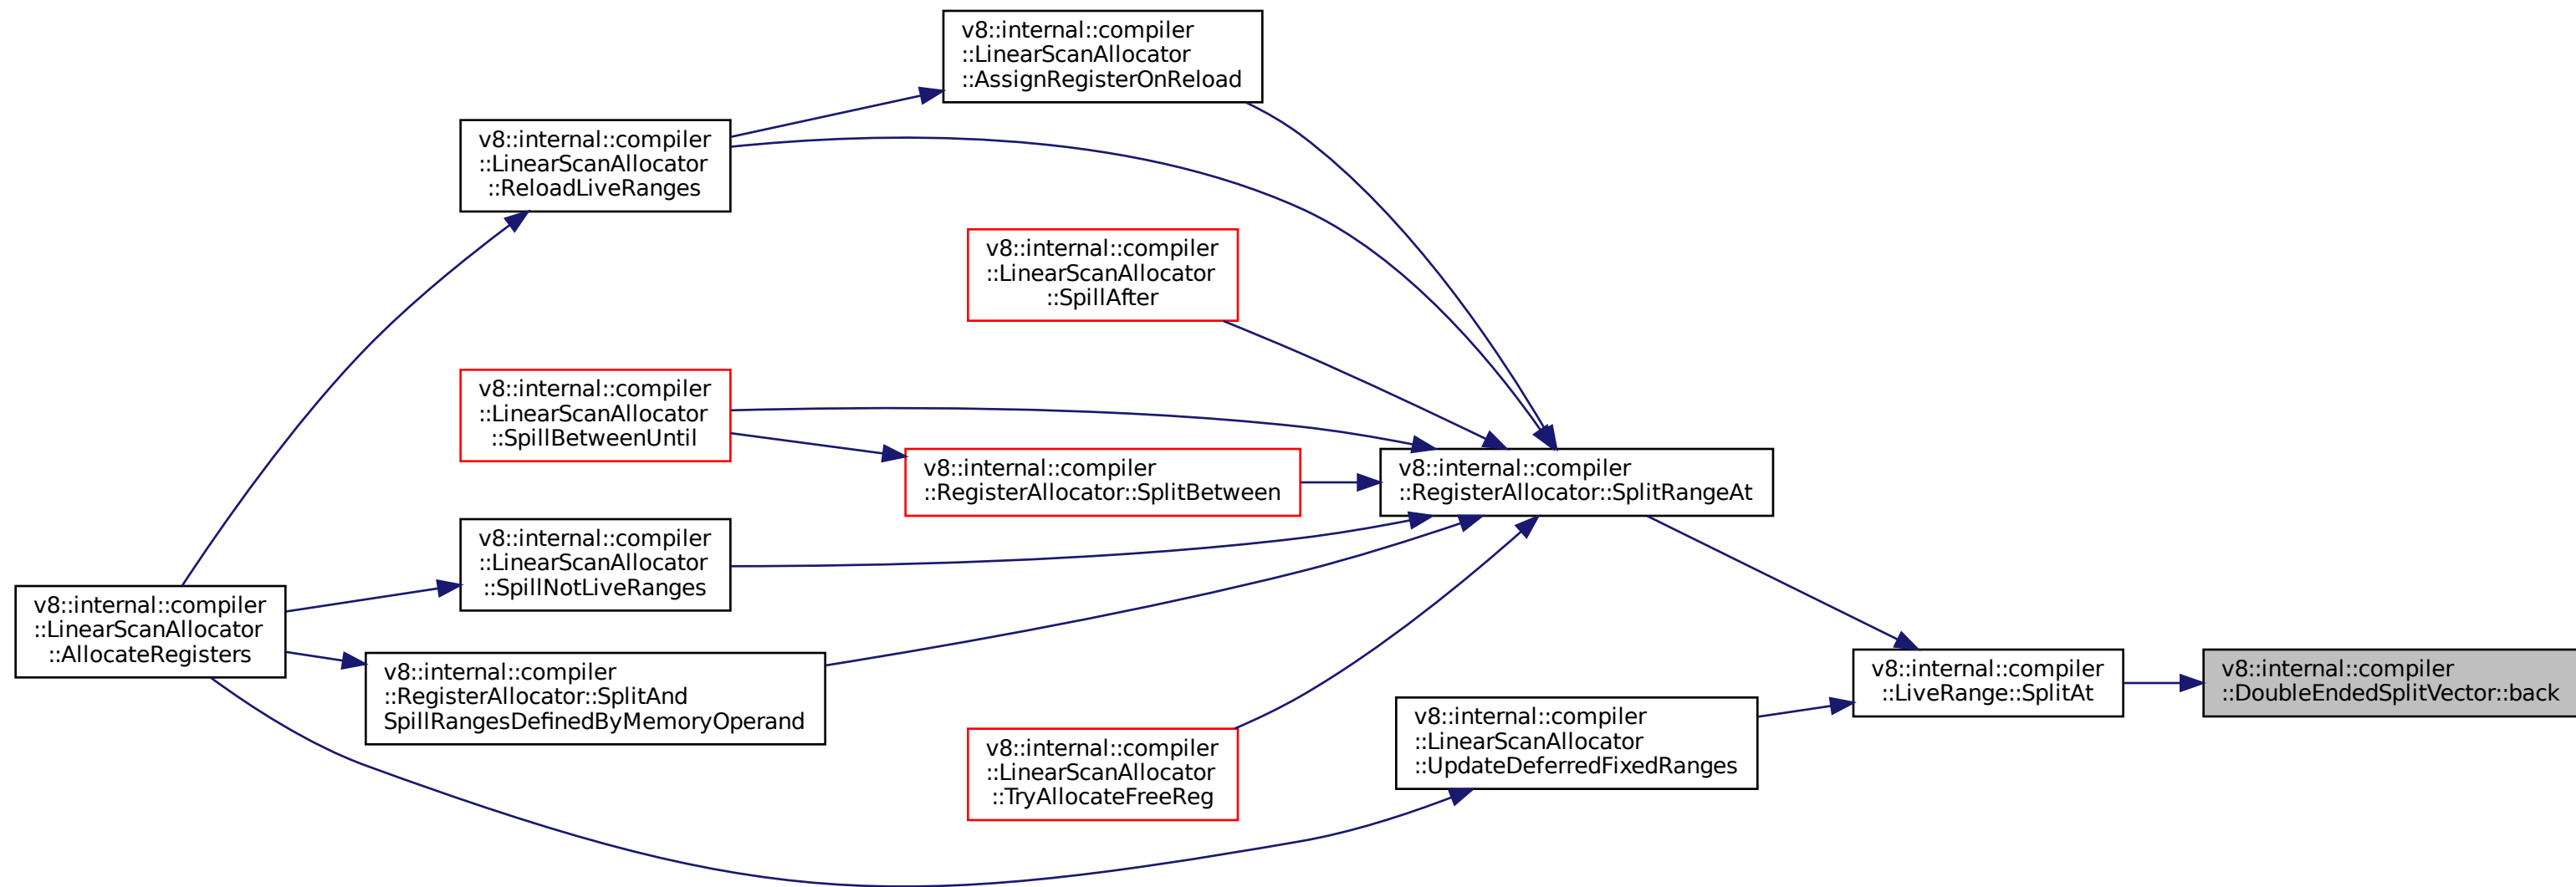 v8::internal::compiler
::LinearScanAllocator
::AssignRegisterOnReload
v8::internal::compiler
::LinearScanAllocator
::ReloadLiveRanges
v8::internal::compiler
::LinearScanAllocator
::SpillAfter
v8::internal::compiler
::LinearScanAllocator
::SpillBetweenUntil
v8::internal::compiler
::RegisterAllocator::SplitBetween
v8::internal::compiler
::RegisterAllocator::SplitRangeAt
v8::internal::compiler
::LinearScanAllocator
::SpillNotLiveRanges
v8::internal::compiler
::LinearScanAllocator
::AllocateRegisters
v8::internal::compiler
::RegisterAllocator::SplitAnd
SpillRangesDefinedByMemoryOperand
v8::internal::compiler
::LinearScanAllocator
::TryAllocateFreeReg
v8::internal::compiler
::LinearScanAllocator
::UpdateDeferredFixedRanges
v8::internal::compiler
::LiveRange::SplitAt
v8::internal::compiler
::DoubleEndedSplitVector::back